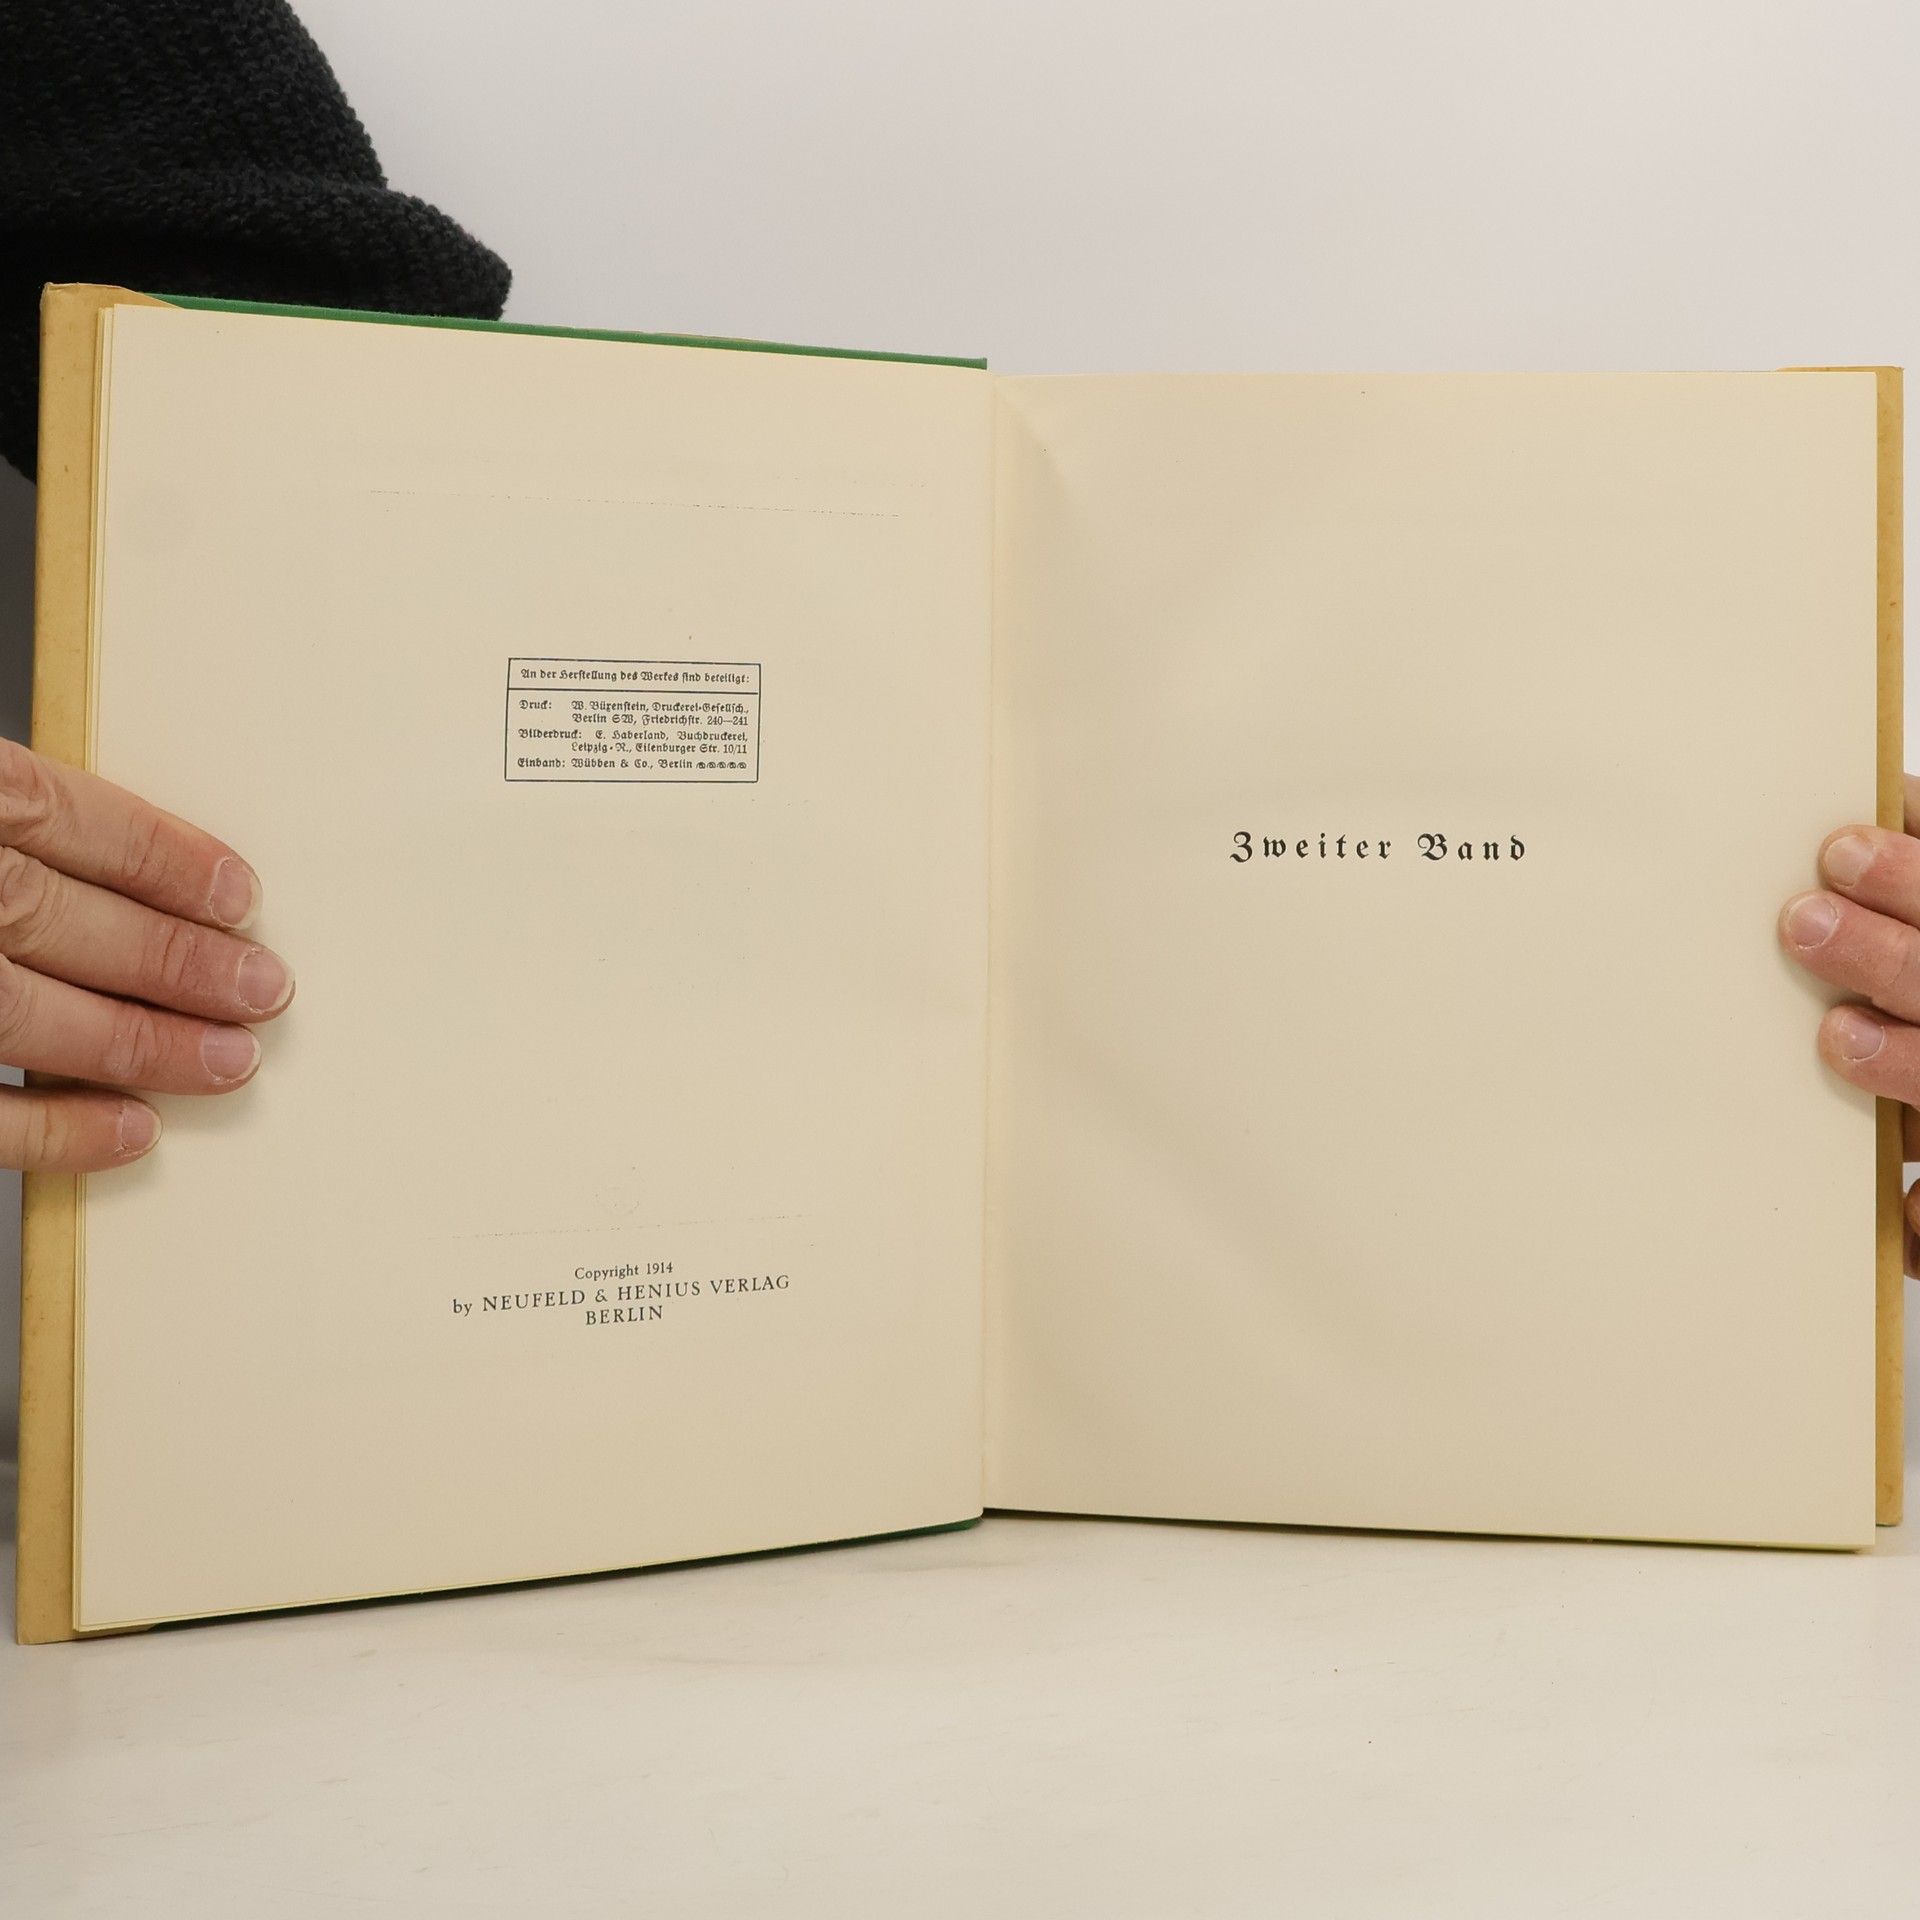 An der Herstellung des Werkes sind beteiligt:
Druck: W. Büxenstein, Druckerei-Gesellsch.,
Berlin SW, Friedrichstr. 240—241
Bilderdruck: E. Haberland, Buchdruckerei,
Leipzig-R., Eilenburger Str. 10/11
Einband: Wübben & Co., Berlin
Copyright 1914
by NEUFELD & HENIUS VERLAG
BERLIN
Zweiter Band